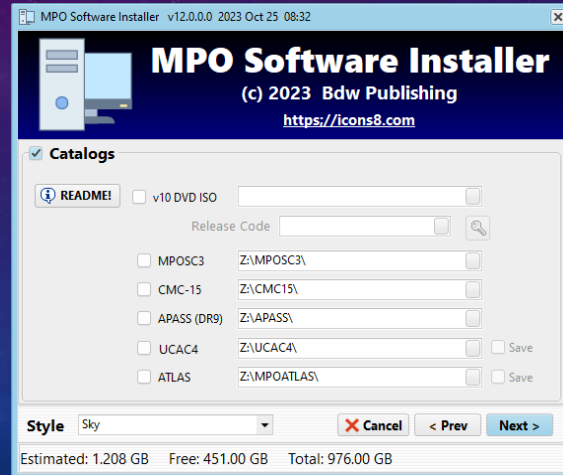 MPO Software Installer v12.0.0.0 2023 Oct 25 08:32
MPO Software Installer
(c) 2023 Bdw Publishing
https://icons8.com
Catalogs
README!
v10 DVD ISO
Release Code
MPOSC3 Z:\MPOSC3\
CMC-15 Z:\CMC15\
APASS (DR9) Z:\APASS\
UCAC4 Z:\UCAC4\ Save
ATLAS Z:\MPOATLAS\ Save
Style Sky Cancel < Prev Next >
Estimated: 1.208 GB Free: 451.00 GB Total: 976.00 GB